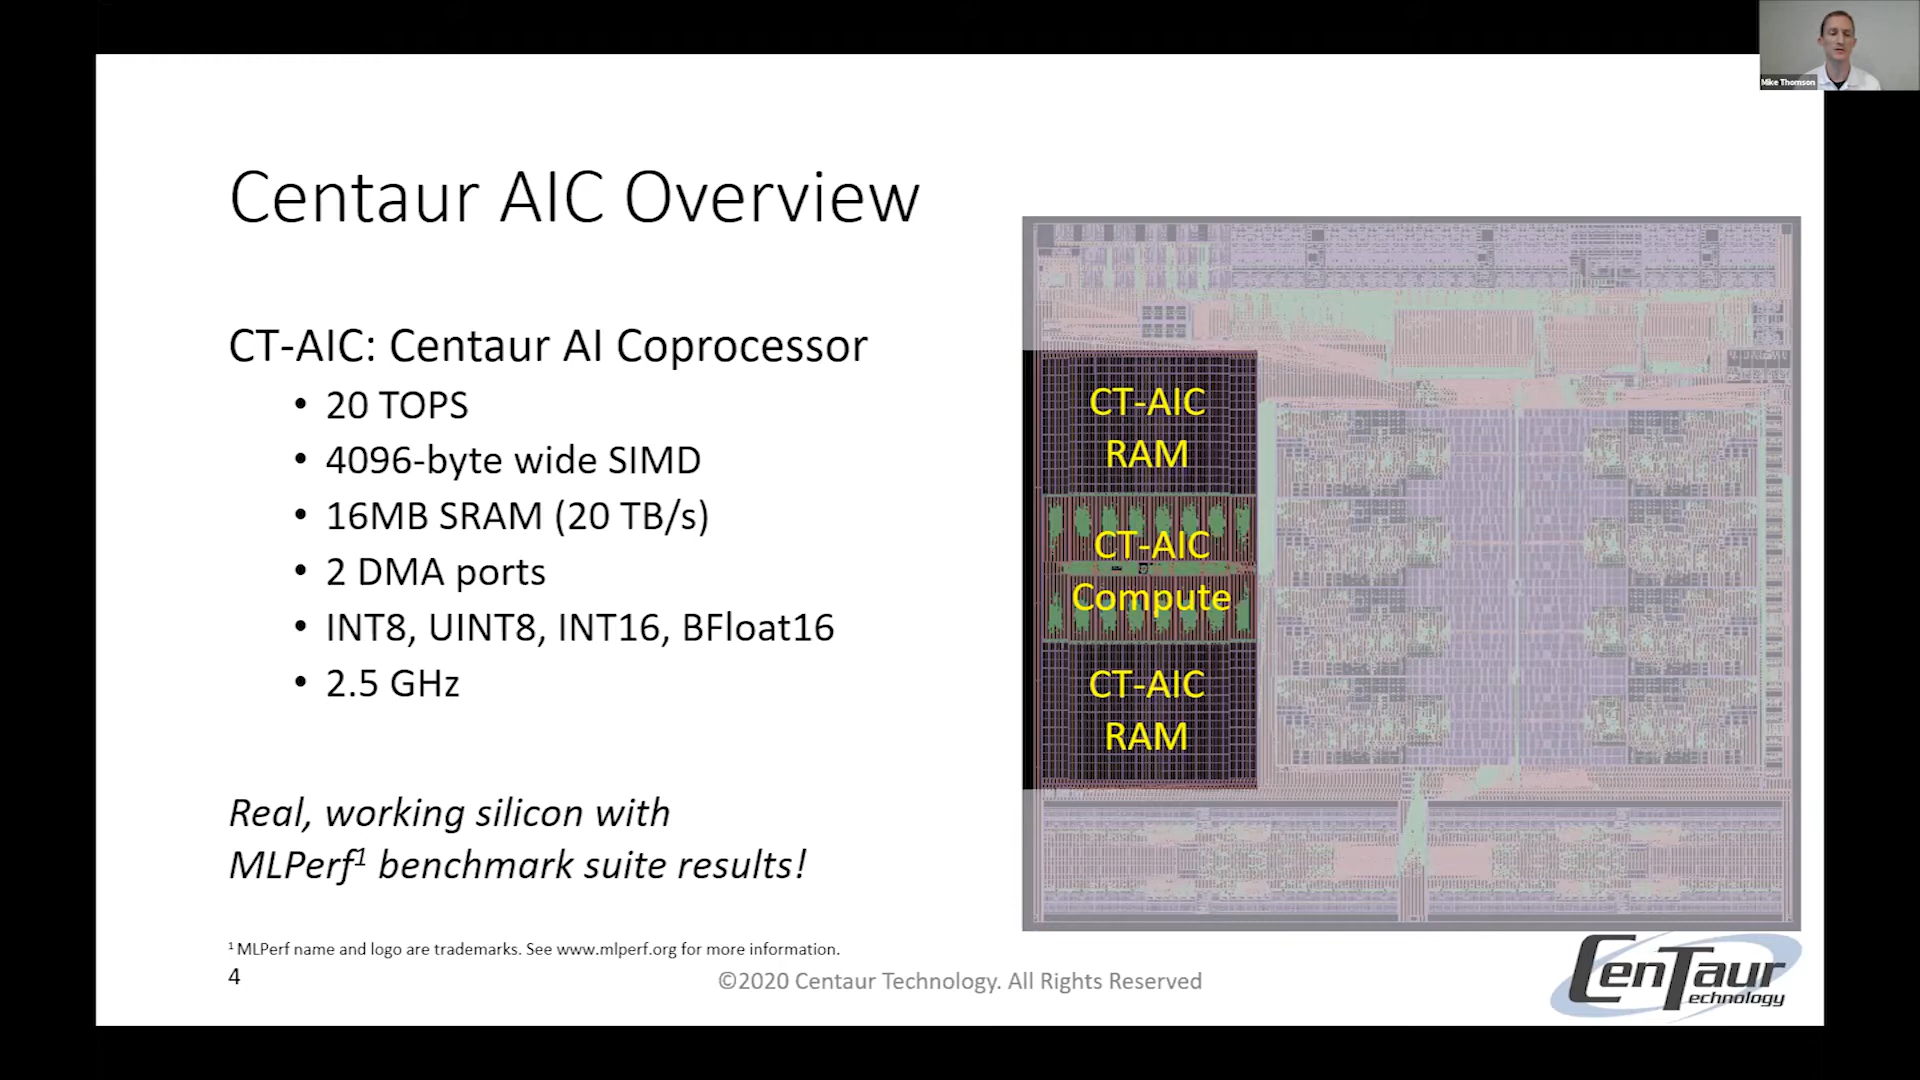 Mike Thomson
Centaur AIC Overview
CT-AIC: Centaur AI Coprocessor
• 20 TOPS
• 4096-byte wide SIMD
• 16MB SRAM (20 TB/s)
• 2 DMA ports
• INT8, UINT8, INT16, BFloat16
• 2.5 GHz
Real, working silicon with
MLPerf¹ benchmark suite results!
CT-AIC
RAM
CT-AIC
Compute
CT-AIC
RAM
¹ MLPerf name and logo are trademarks. See www.mlperf.org for more information.
4
©2020 Centaur Technology. All Rights Reserved
CenTaur
Technology